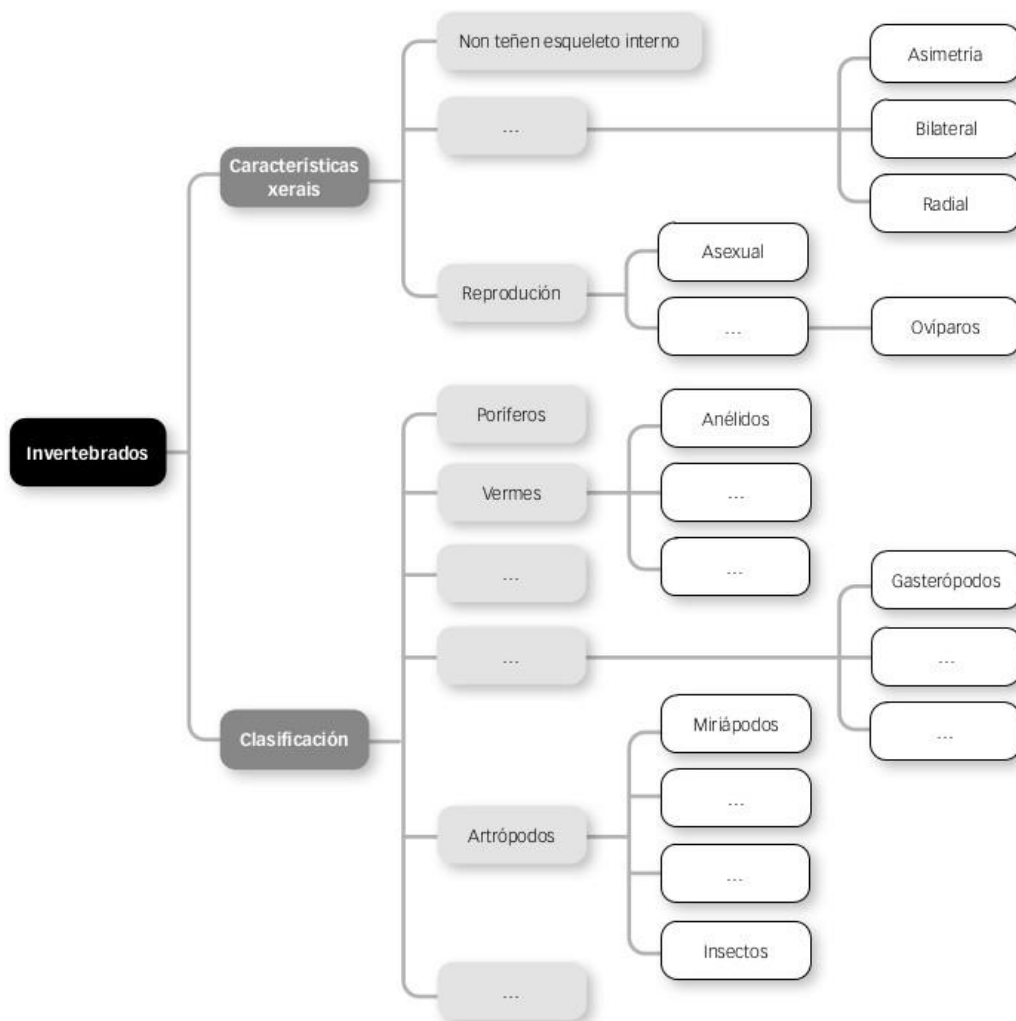 Non teñen esqueleto interno
Asimetría
...
Bilateral
Características
xerais
Radial
Asexual
Reprodución
...
Ovíparos
Invertebrados
Poríferos
Anélidos
Vermes
...
...
...
Gasterópodos
...
...
...
Clasificación
Miriápodos
...
Artrópodos
...
Insectos
...